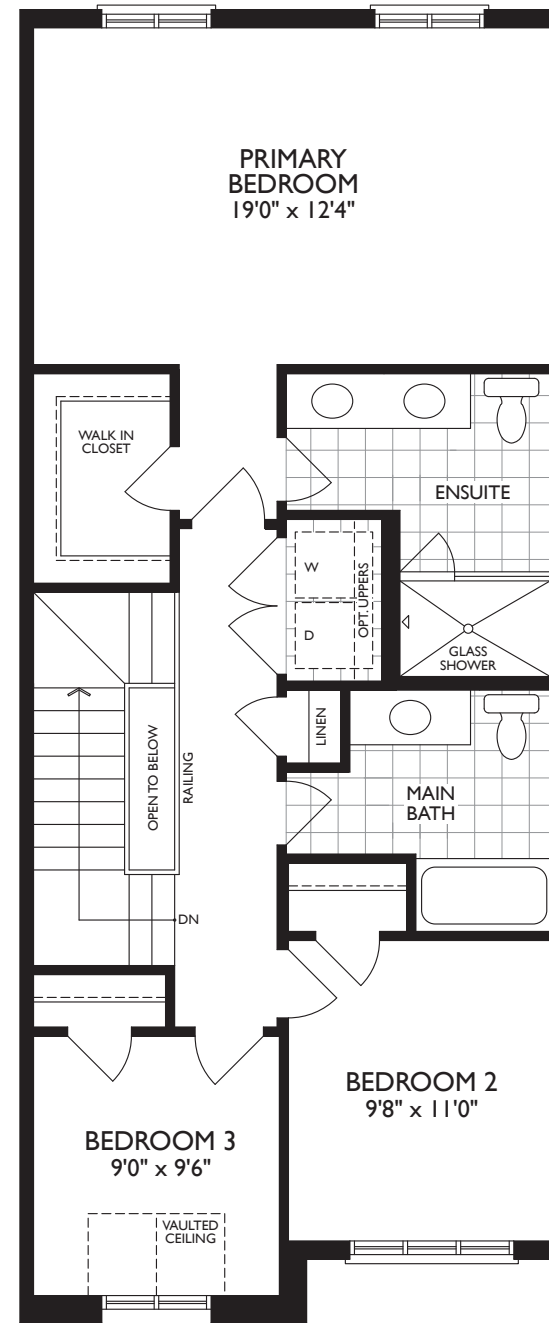 PRIMARY
BEDROOM
19'0" x 12'4"
WALK IN
CLOSET
ENSUITE
W
D
OPT. UPPERS
GLASS
SHOWER
LINEN
OPEN TO BELOW
RAILING
MAIN
BATH
DN
BEDROOM 2
9'8" x 11'0"
BEDROOM 3
9'0" x 9'6"
VAULTED
CEILING